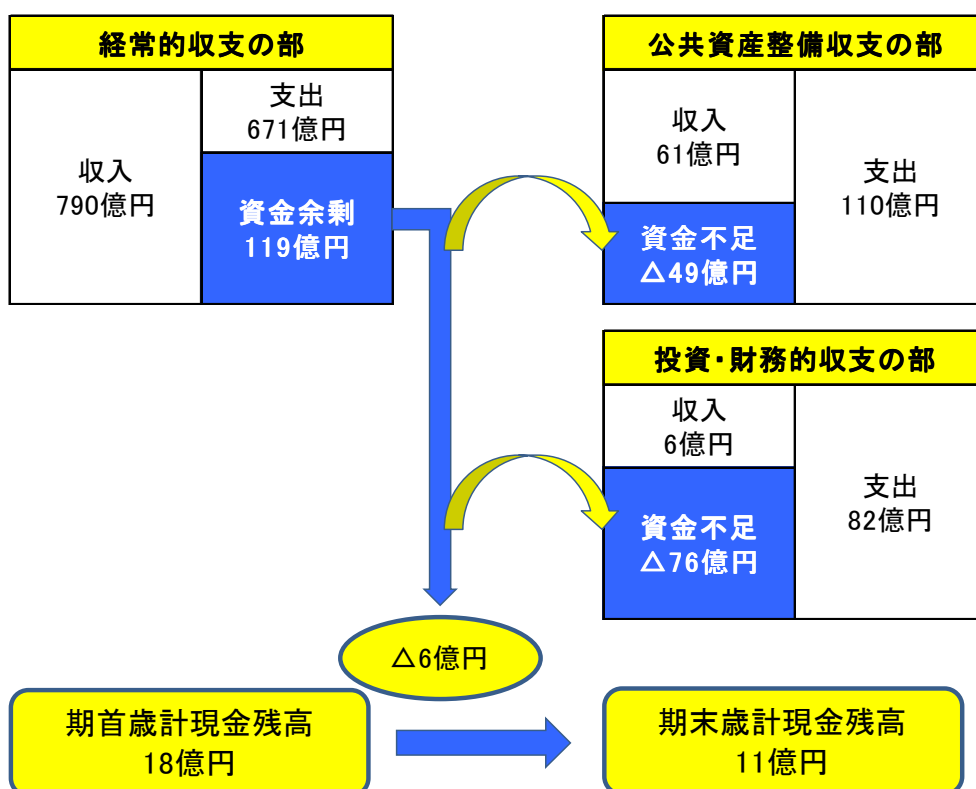 経常的収支の部
収入
790億円
支出
671億円
資金余剰
119億円
公共資産整備収支の部
収入
61億円
資金不足
△49億円
支出
110億円
投資・財務的収支の部
収入
6億円
資金不足
△76億円
支出
82億円
△6億円
期首歳計現金残高
18億円
期末歳計現金残高
11億円